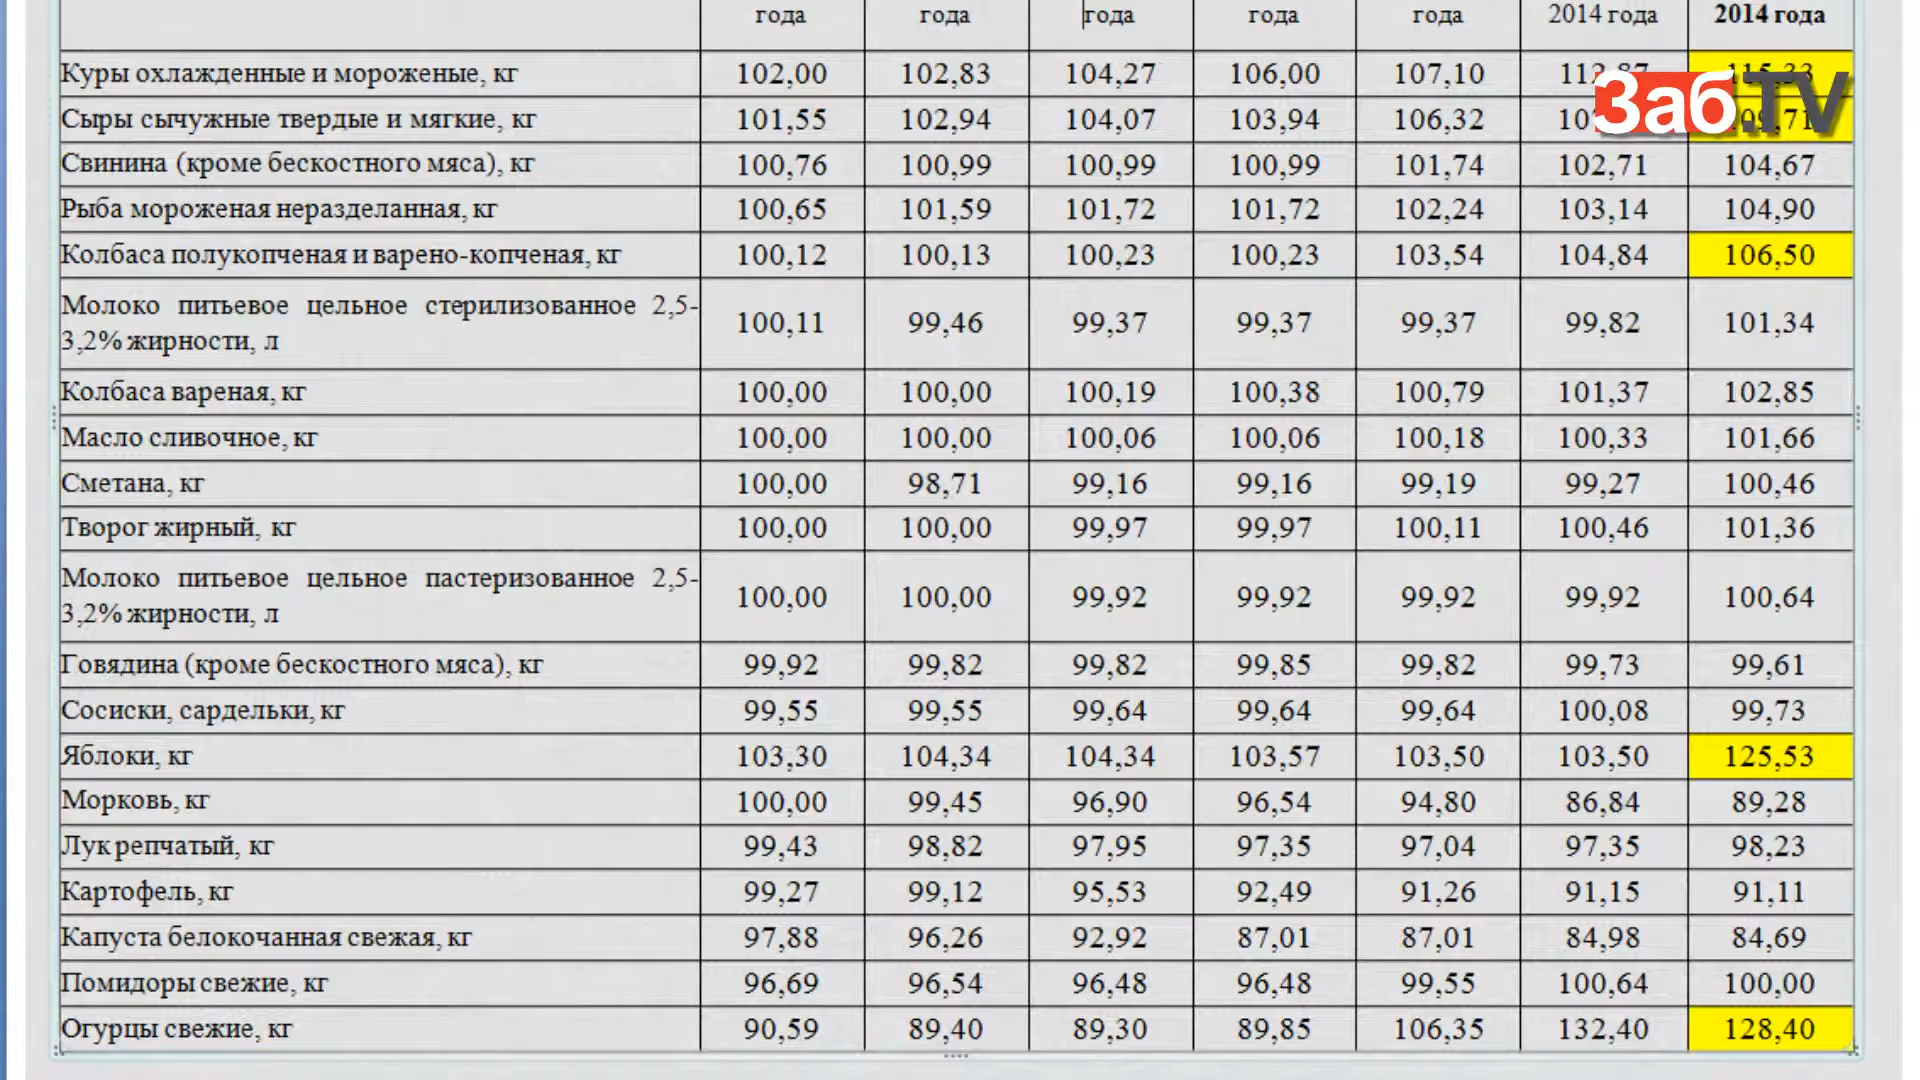 года года года года года 2014 года 2014 года
Куры охлажденные и мороженые, кг 102,00 102,83 104,27 106,00 107,10
ЗабTV
Сыры сычужные твердые и мягкие, кг 101,55 102,94 104,07 103,94 106,32
Свинина (кроме бескостного мяса), кг 100,76 100,99 100,99 100,99 101,74 102,71 104,67
Рыба мороженая неразделанная, кг 100,65 101,59 101,72 101,72 102,24 103,14 104,90
Колбаса полукопченая и варено-копченая, кг 100,12 100,13 100,23 100,23 103,54 104,84 106,50
Молоко питьевое цельное стерилизованное 2,5-
3,2% жирности, л 100,11 99,46 99,37 99,37 99,37 99,82 101,34
Колбаса вареная, кг 100,00 100,00 100,19 100,38 100,79 101,37 102,85
Масло сливочное, кг 100,00 100,00 100,06 100,06 100,18 100,33 101,66
Сметана, кг 100,00 98,71 99,16 99,16 99,19 99,27 100,46
Творог жирный, кг 100,00 100,00 99,97 99,97 100,11 100,46 101,36
Молоко питьевое цельное пастеризованное 2,5-
3,2% жирности, л 100,00 100,00 99,92 99,92 99,92 99,92 100,64
Говядина (кроме бескостного мяса), кг 99,92 99,82 99,82 99,85 99,82 99,73 99,61
Сосиски, сардельки, кг 99,55 99,55 99,64 99,64 99,64 100,08 99,73
Яблоки, кг 103,30 104,34 104,34 103,57 103,50 103,50 125,53
Морковь, кг 100,00 99,45 96,90 96,54 94,80 86,84 89,28
Лук репчатый, кг 99,43 98,82 97,95 97,35 97,04 97,35 98,23
Картофель, кг 99,27 99,12 95,53 92,49 91,26 91,15 91,11
Капуста белокочанная свежая, кг 97,88 96,26 92,92 87,01 87,01 84,98 84,69
Помидоры свежие, кг 96,69 96,54 96,48 96,48 99,55 100,64 100,00
Огурцы свежие, кг 90,59 89,40 89,30 89,85 106,35 132,40 128,40